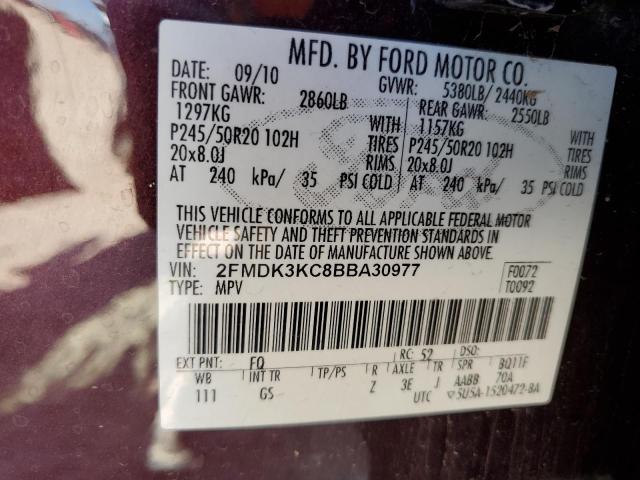 MFD. BY FORD MOTOR CO.
DATE: 09/10 GVWR: 5380LB/2440KG
FRONT GAWR: 2860LB REAR GAWR: 2550LB
1297KG WITH 1157KG WITH
P245/50R20 102H TIRES P245/50R20 102H TIRES
20x8.0J RIMS 20x8.0J RIMS
AT 240 kPa/ 35 PSI COLD AT 240 kPa/ 35 PSI COLD
THIS VEHICLE CONFORMS TO ALL APPLICABLE FEDERAL MOTOR
VEHICLE SAFETY AND THEFT PREVENTION STANDARDS IN
EFFECT ON THE DATE OF MANUFACTURE SHOWN ABOVE.
VIN: 2FMDK3KC8BBA30977 F0072
TYPE: MPV T0092
EXT PNT: FQ RC: 52 DSO:
WB INT TR TP/PS R AXLE TR SPR BQ11F
111 GS Z 3E J AABB 70A
UTC 5U5A-1520472-BA